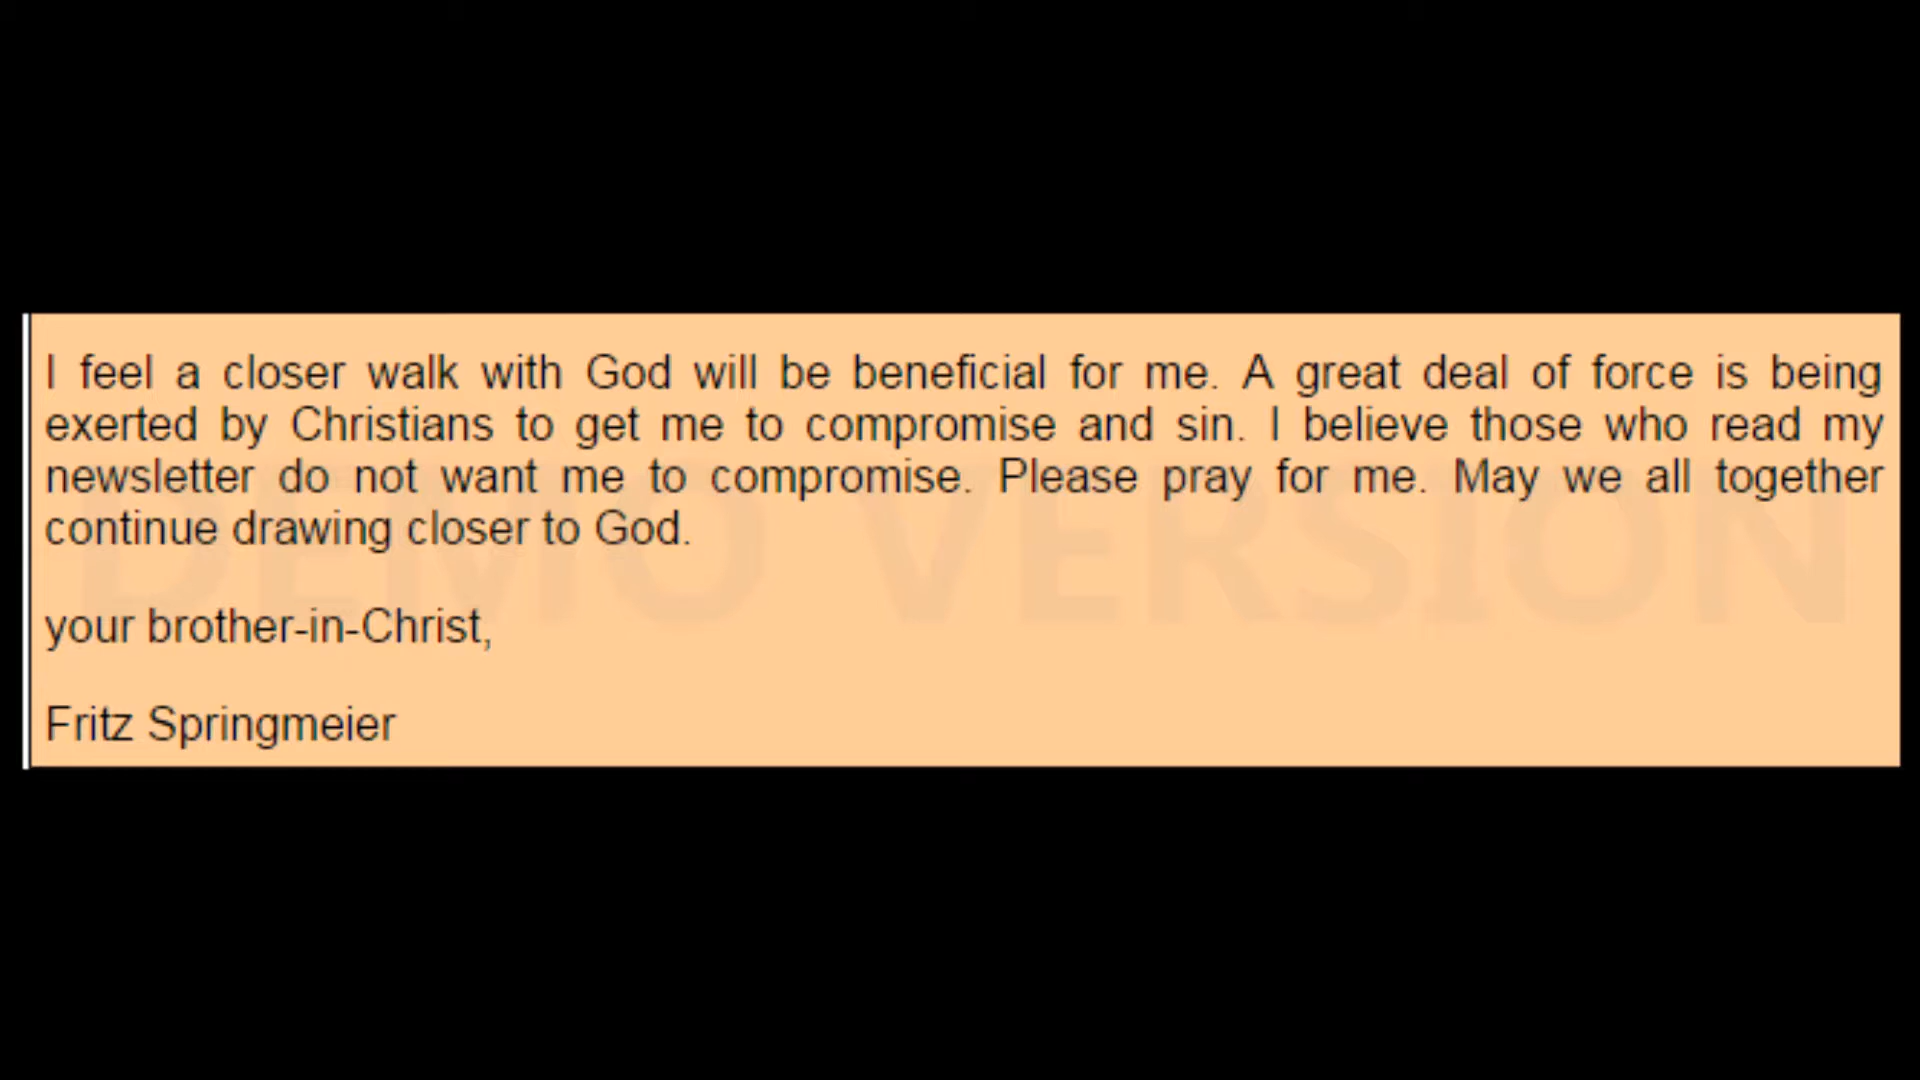 I feel a closer walk with God will be beneficial for me. A great deal of force is being
exerted by Christians to get me to compromise and sin. I believe those who read my
newsletter do not want me to compromise. Please pray for me. May we all together
continue drawing closer to God.
DEMO VERSION
your brother-in-Christ,
Fritz Springmeier